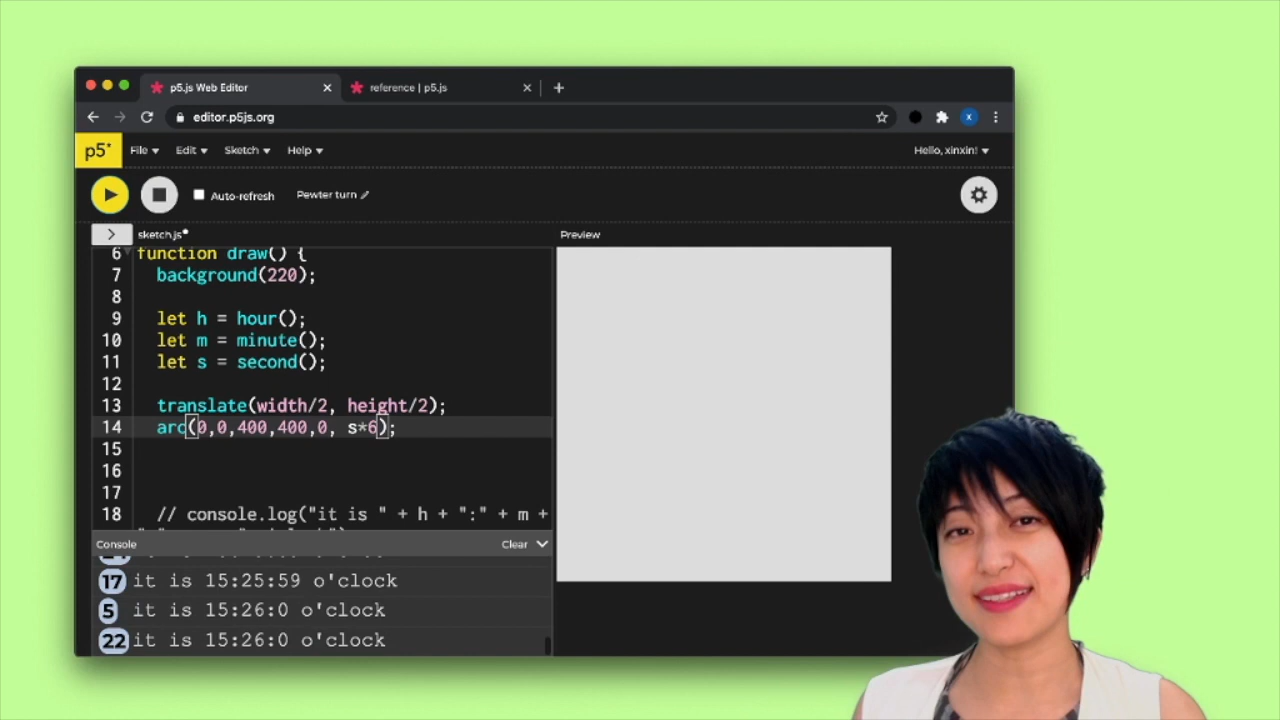 p5.js Web Editor
reference | p5.js
editor.p5js.org
x
p5*
File
Edit
Sketch
Help
Hello, xinxin!
Auto-refresh
Pewter turn
sketch.js
Preview
6 function draw() {
7 background(220);
8
9 let h = hour();
10 let m = minute();
11 let s = second();
12
13 translate(width/2, height/2);
14 arc(0,0,400,400,0, s*6);
15
16
17
18 // console.log("it is " + h + ":" + m +
Console
Clear
17 it is 15:25:59 o'clock
5 it is 15:26:0 o'clock
22 it is 15:26:0 o'clock